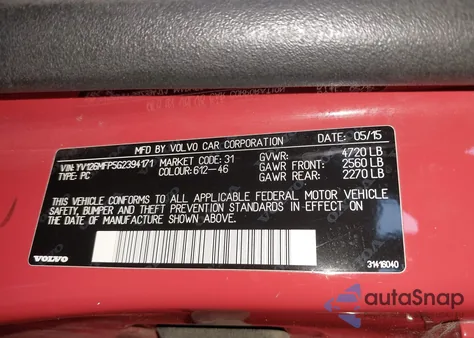 MFD BY VOLVO CAR CORPORATION DATE: 05/15
VIN: YV126MFP5G2394171 MARKET CODE: 31 GVWR: 4720 LB
TYPE: PC COLOUR: 612-46 GAWR FRONT: 2560 LB
GAWR REAR: 2270 LB
THIS VEHICLE CONFORMS TO ALL APPLICABLE FEDERAL MOTOR VEHICLE
SAFETY, BUMPER AND THEFT PREVENTION STANDARDS IN EFFECT
ON THE DATE OF MANUFACTURE SHOWN ABOVE.
VOLVO 31416040
autoSnap